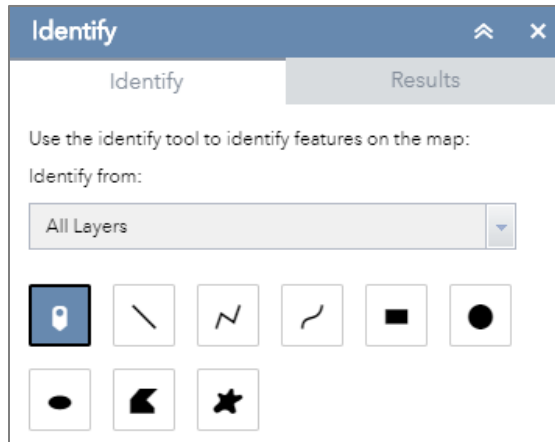 Identify
Identify Results
Use the identify tool to identify features on the map:
Identify from:
All Layers